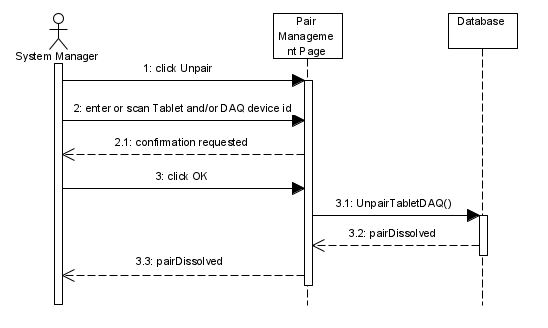 Pair
Manageme
nt Page
Database
System Manager
1: click Unpair
2: enter or scan Tablet and/or DAQ device id
2.1: confirmation requested
3: click OK
3.1: UnpairTabletDAQ()
3.2: pairDissolved
3.3: pairDissolved